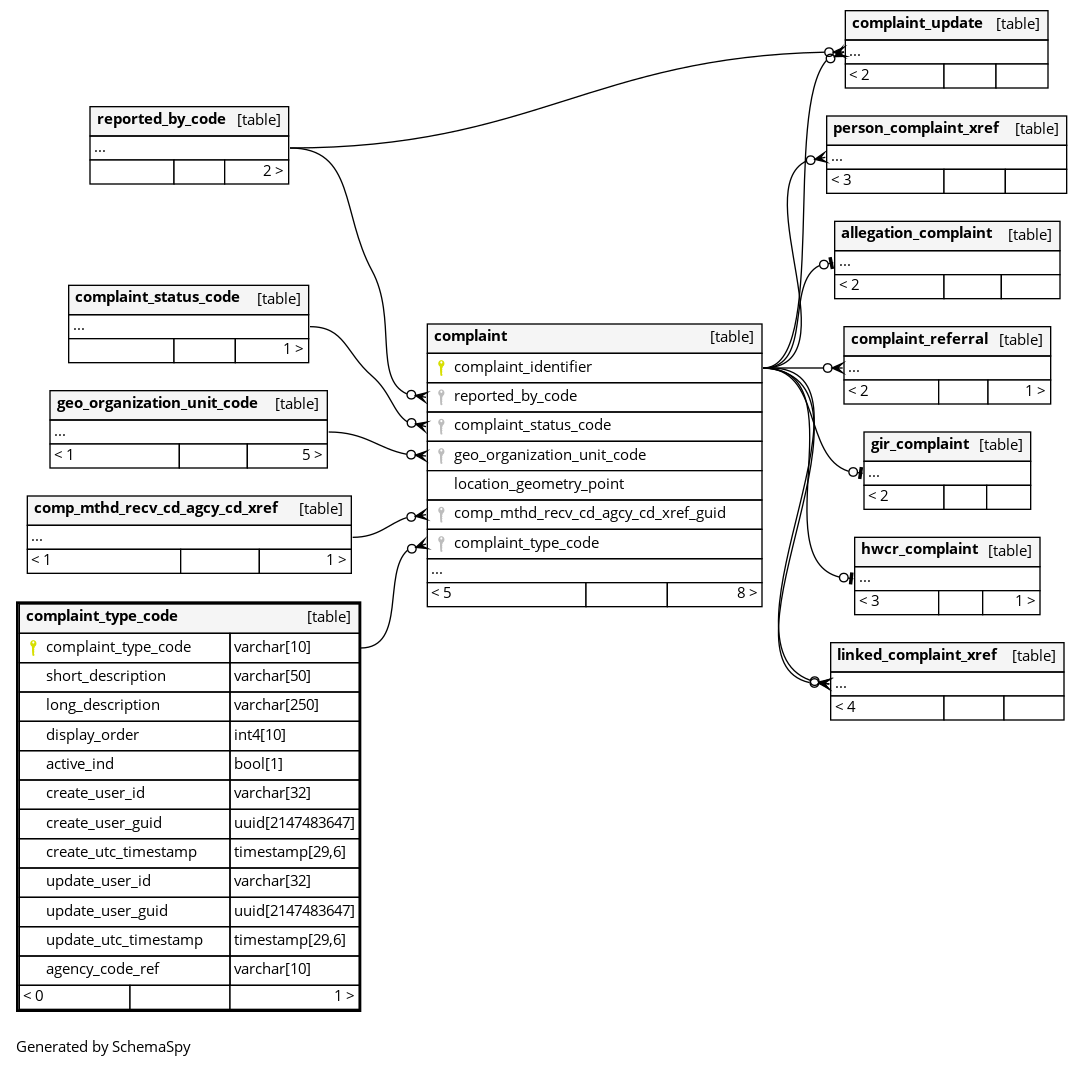 complaint_update [table]
...
< 2
reported_by_code [table]
...
2 >
person_complaint_xref [table]
...
< 3
allegation_complaint [table]
...
< 2
complaint_status_code [table]
...
1 >
complaint [table]
complaint_identifier
reported_by_code
complaint_status_code
geo_organization_unit_code
location_geometry_point
comp_mthd_recv_cd_agcy_cd_xref_guid
complaint_type_code
...
< 5 8 >
complaint_referral [table]
...
< 2 1 >
geo_organization_unit_code [table]
...
< 1 5 >
gir_complaint [table]
...
< 2
comp_mthd_recv_cd_agcy_cd_xref [table]
...
< 1 1 >
hwcr_complaint [table]
...
< 3 1 >
linked_complaint_xref [table]
...
< 4
complaint_type_code [table]
complaint_type_code varchar[10]
short_description varchar[50]
long_description varchar[250]
display_order int4[10]
active_ind bool[1]
create_user_id varchar[32]
create_user_guid uuid[2147483647]
create_utc_timestamp timestamp[29,6]
update_user_id varchar[32]
update_user_guid uuid[2147483647]
update_utc_timestamp timestamp[29,6]
agency_code_ref varchar[10]
< 0 1 >
Generated by SchemaSpy